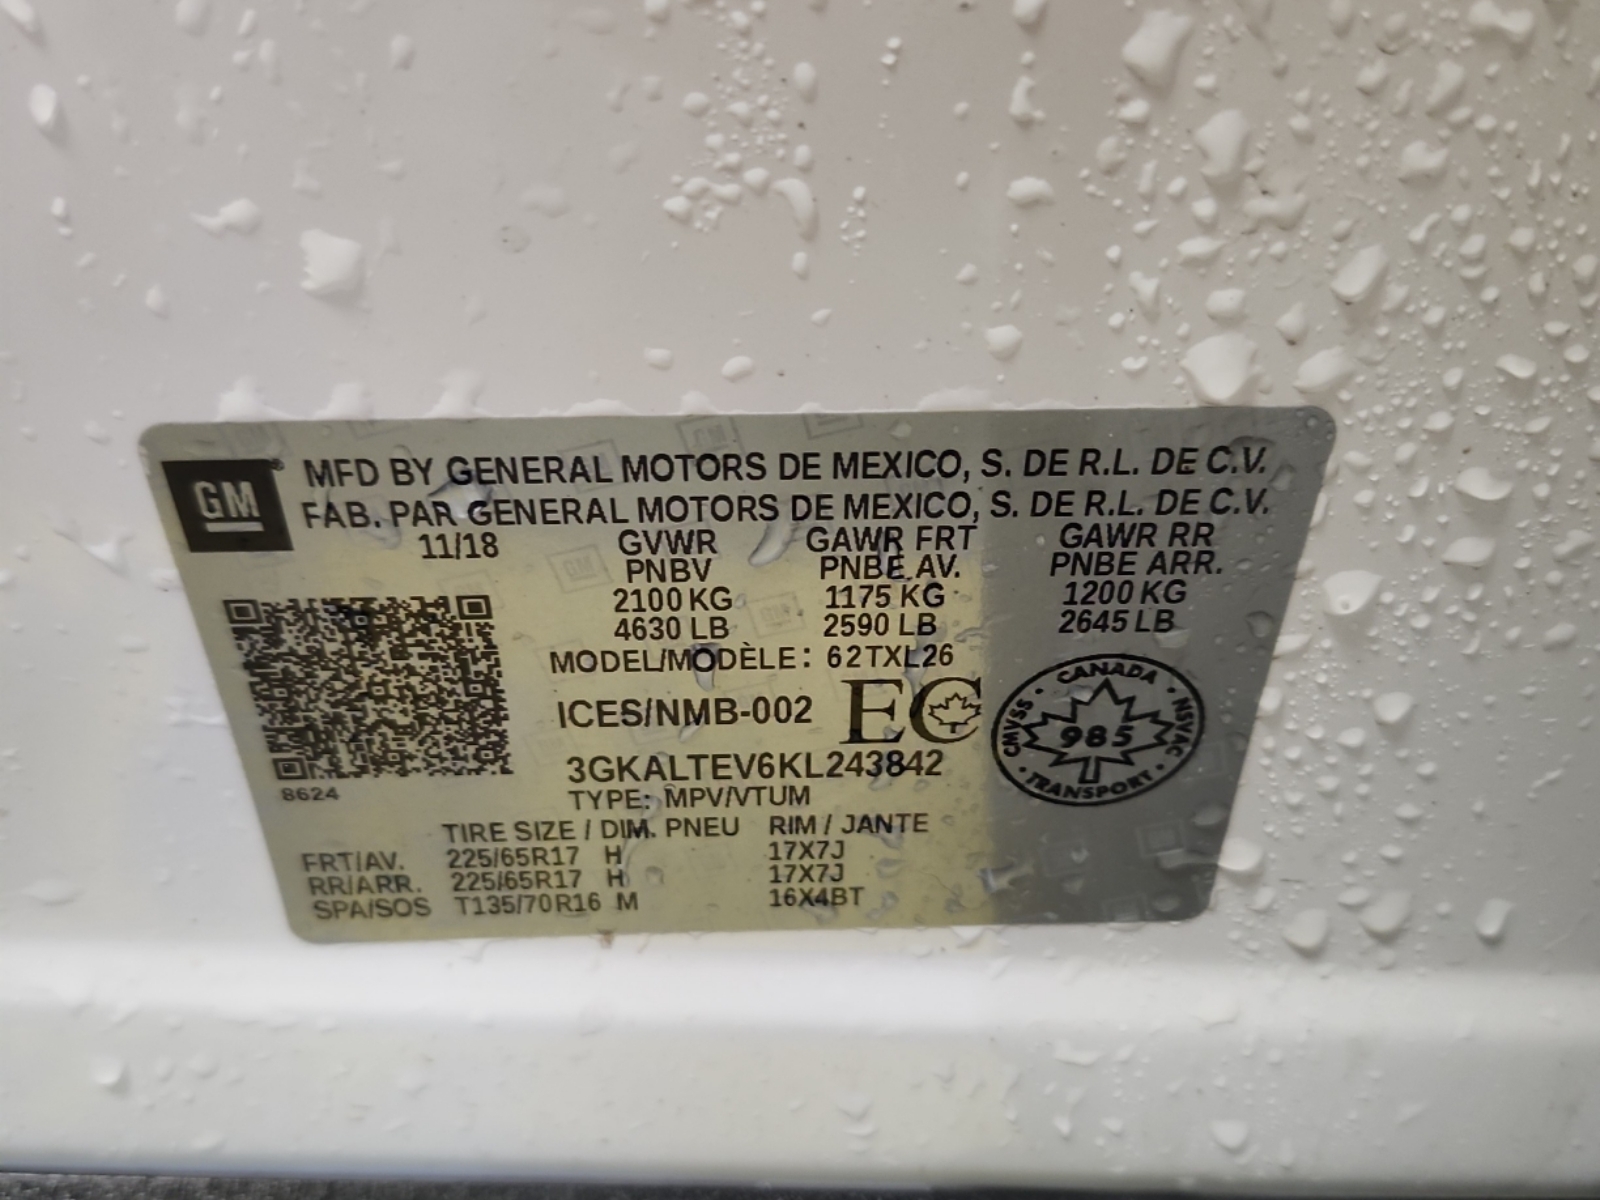 GM
MFD BY GENERAL MOTORS DE MEXICO, S. DE R.L. DE C.V.
FAB. PAR GENERAL MOTORS DE MEXICO, S. DE R.L. DE C.V.
11/18 GVWR GAWR FRT GAWR RR
PNBV PNBE AV. PNBE ARR.
2100 KG 1175 KG 1200 KG
4630 LB 2590 LB 2645 LB
MODEL/MODÈLE: 62TXL26
ICES/NMB-002 EC
CANADA
CMVSS 985 NSVAC
TRANSPORT
3GKALTEV6KL243842
8624
TYPE: MPV/VTUM
TIRE SIZE / DIM. PNEU RIM / JANTE
FRT/AV. 225/65R17 H 17X7J
RR/ARR. 225/65R17 H 17X7J
SPA/SOS T135/70R16 M 16X4BT